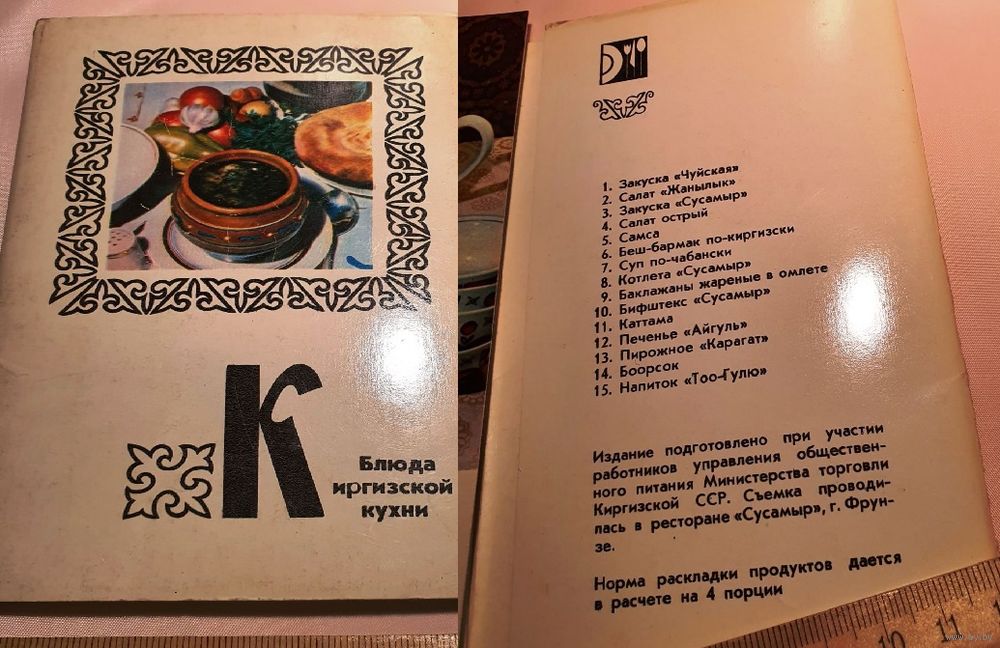 Блюда
Киргизской
кухни
1. Закуска «Чуйская»
2. Салат «Жанылык»
3. Закуска «Сусамыр»
4. Салат острый
5. Самса
6. Беш-бармак по-киргизски
7. Суп по-чабански
8. Котлета «Сусамыр»
9. Баклажаны жареные в омлете
10. Бифштекс «Сусамыр»
11. Каттама
12. Печенье «Айгуль»
13. Пирожное «Карагат»
14. Боорсок
15. Напиток «Тоо-Гулю»
Издание подготовлено при участии
работников управления обществен-
ного питания Министерства торговли
Киргизской ССР. Съемка проводи-
лась в ресторане «Сусамыр», г. Фрун-
зе.
Норма раскладки продуктов дается
в расчете на 4 порции
10 11